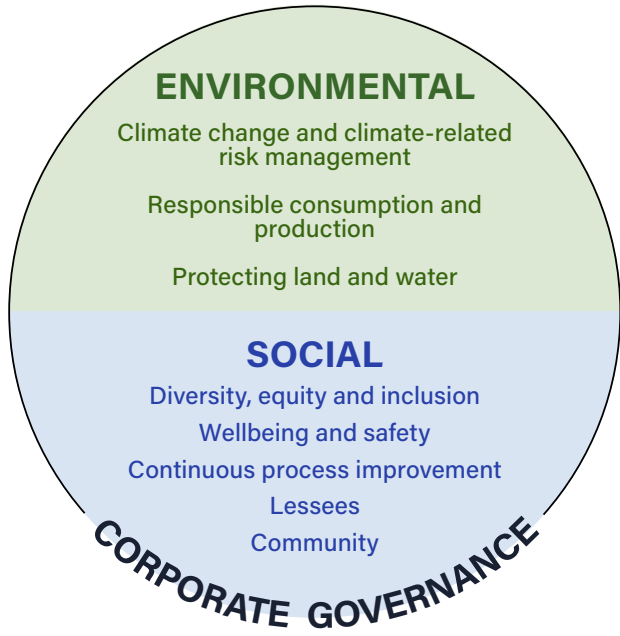 ENVIRONMENTAL
Climate change and climate-related
risk management
Responsible consumption and
production
Protecting land and water
SOCIAL
Diversity, equity and inclusion
Wellbeing and safety
Continuous process improvement
Lessees
Community
CORPORATE GOVERNANCE